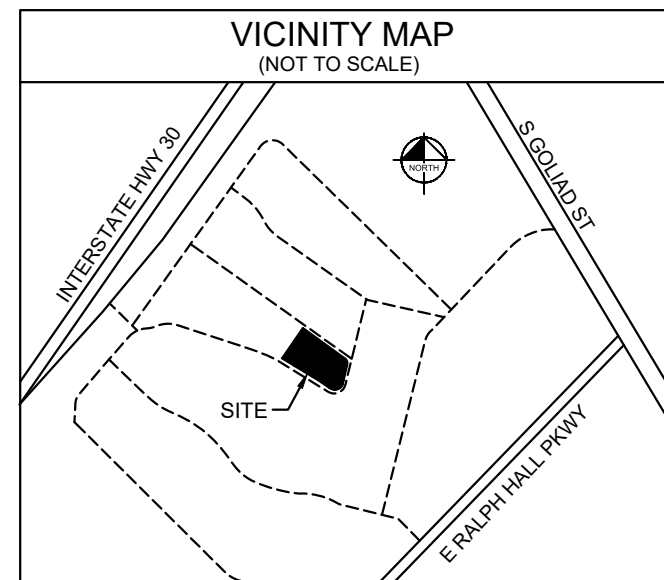 VICINITY MAP
(NOT TO SCALE)
INTERSTATE HWY 30
NORTH
S GOLIAD ST
SITE
E RALPH HALL PKWY